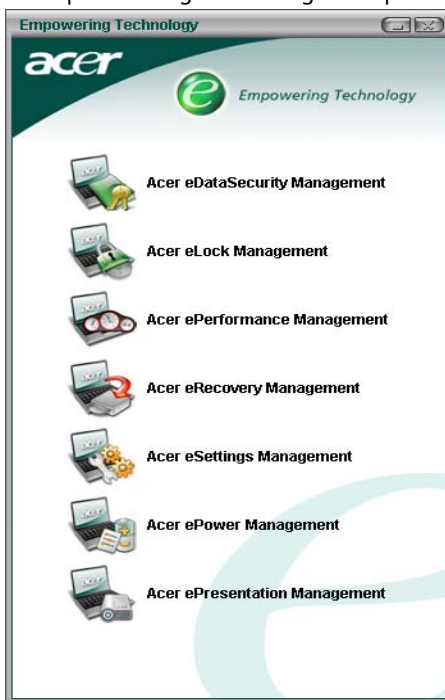 Empowering Technology
acer
e Empowering Technology
Acer eDataSecurity Management
Acer eLock Management
Acer ePerformance Management
Acer eRecovery Management
Acer eSettings Management
Acer ePower Management
Acer ePresentation Management